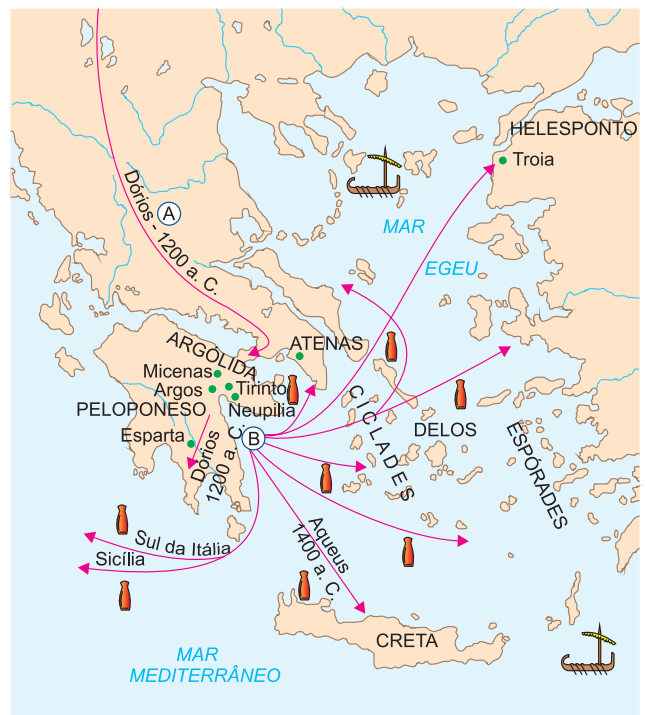 HELESPONTO
Troia
Dórios - 1200 a. C.
A
MAR
EGEU
ARGÓLIDA
ATENAS
Micenas
Argos
Tirinto
Neupilia
PELOPONESO
Esparta
Dórios
1200 a. C.
B
CICLADES
DELOS
ESPÓRADES
Sul da Itália
Sicília
Aqueus
1400 a. C.
CRETA
MAR
MEDITERRÂNEO